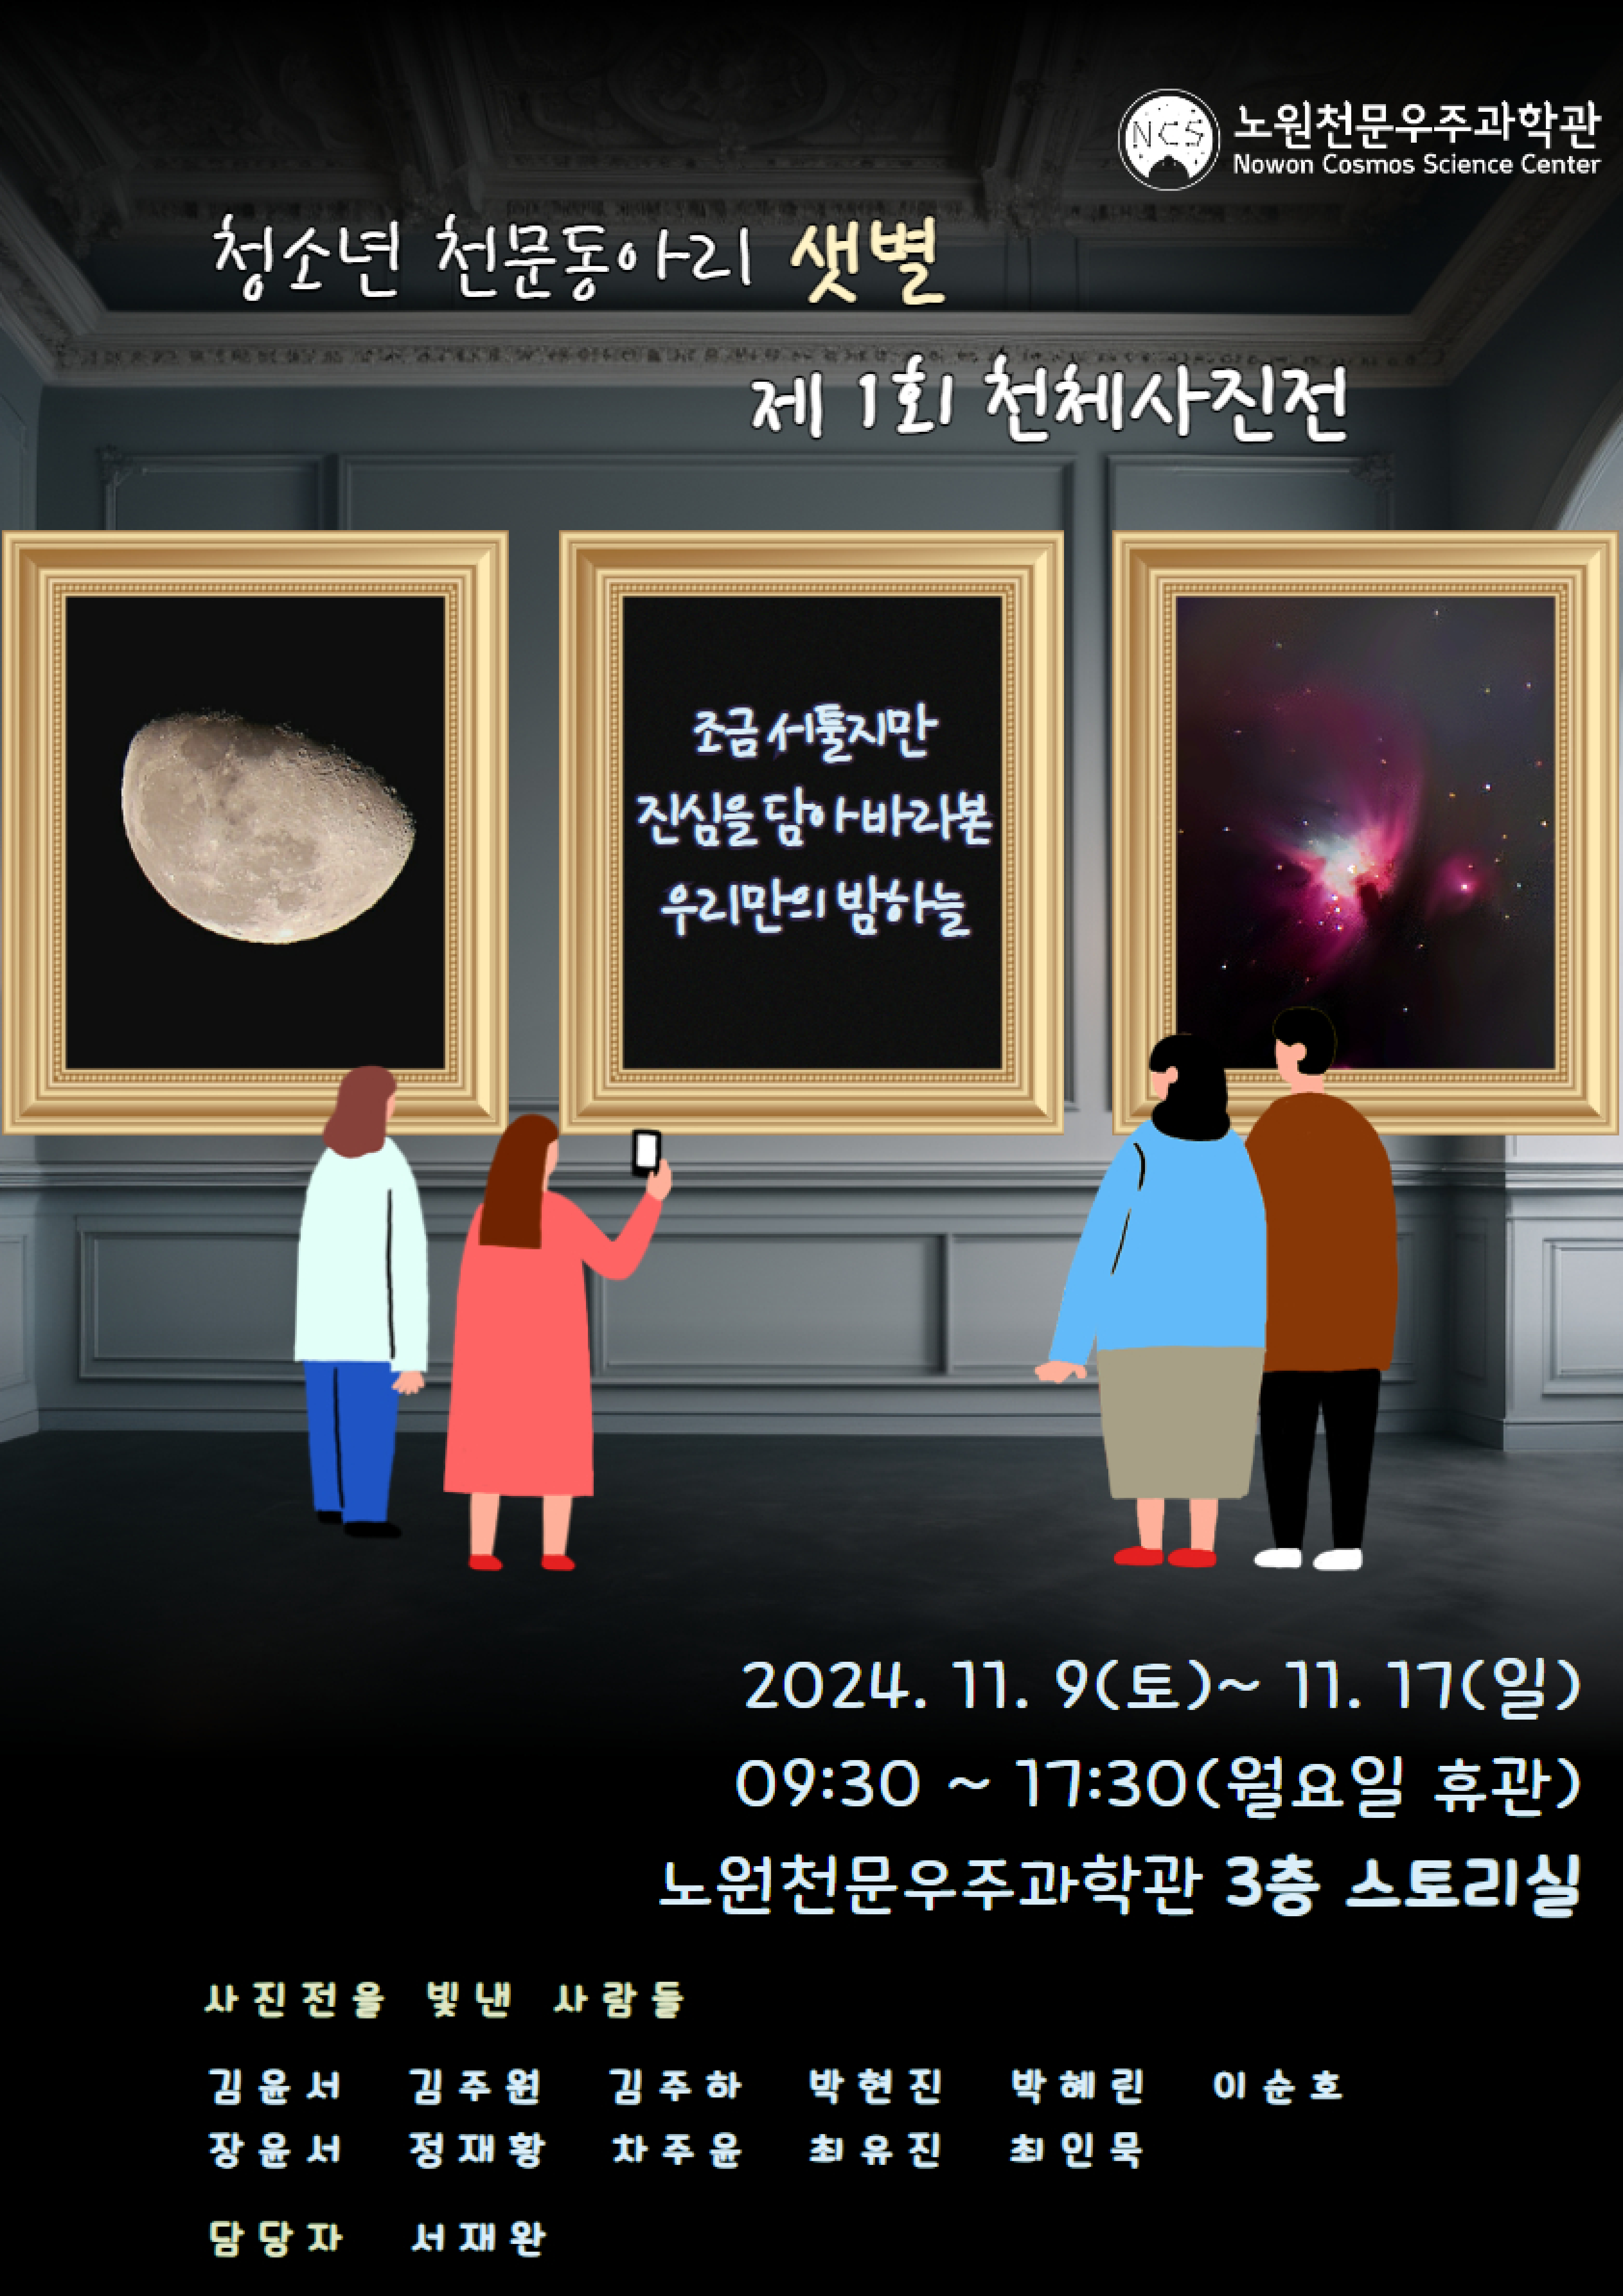 NCS
노원천문우주과학관
Nowon Cosmos Science Center
청소년 천문동아리 샛별
제 1회 천체사진전
조금 서툴지만
진심을 담아 바라본
우리만의 밤하늘
2024. 11. 9(토)~ 11. 17(일)
09:30 ~ 17:30(월요일 휴관)
노원천문우주과학관 3층 스토리실
사진전을 빛낸 사람들
김윤서 김주원 김주하 박현진 박혜린 이순호
장윤서 정재황 차주윤 최유진 최인묵
담당자 서재완